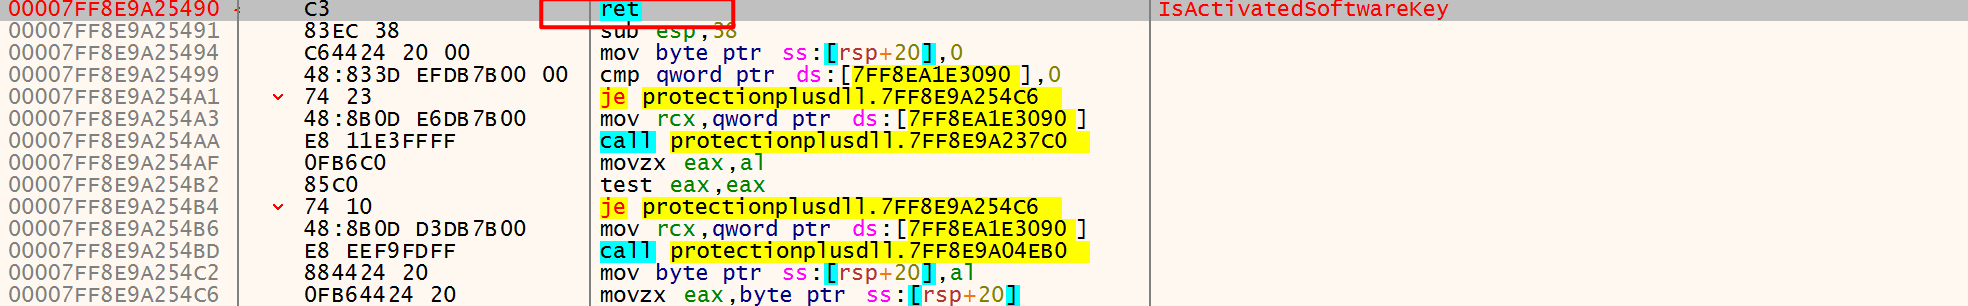 00007FF8E9A25490 C3 ret IsActivatedSoftwareKey
00007FF8E9A25491 83EC 38 sub esp,38
00007FF8E9A25494 C64424 20 00 mov byte ptr ss:[rsp+20],0
00007FF8E9A25499 48:833D EFDB7B00 00 cmp qword ptr ds:[7FF8EA1E3090],0
00007FF8E9A254A1 74 23 je protectionplusdll.7FF8E9A254C6
00007FF8E9A254A3 48:8B0D E6DB7B00 mov rcx,qword ptr ds:[7FF8EA1E3090]
00007FF8E9A254AA E8 11E3FFFF call protectionplusdll.7FF8E9A237C0
00007FF8E9A254AF 0FB6C0 movzx eax,al
00007FF8E9A254B2 85C0 test eax,eax
00007FF8E9A254B4 74 10 je protectionplusdll.7FF8E9A254C6
00007FF8E9A254B6 48:8B0D D3DB7B00 mov rcx,qword ptr ds:[7FF8EA1E3090]
00007FF8E9A254BD E8 EEF9FDFF call protectionplusdll.7FF8E9A04EB0
00007FF8E9A254C2 884424 20 mov byte ptr ss:[rsp+20],al
00007FF8E9A254C6 0FB64424 20 movzx eax,byte ptr ss:[rsp+20]